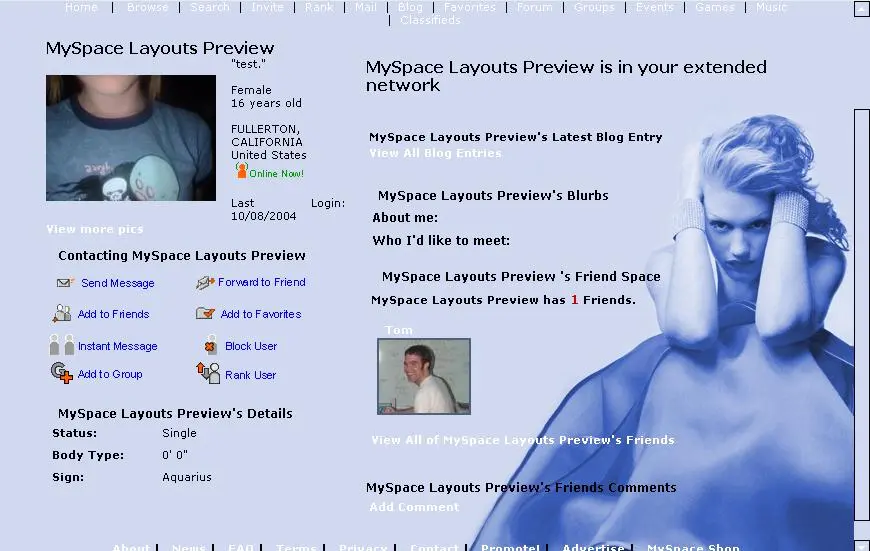 Home | Browse | Search | Invite | Rank | Mail | Blog | Favorites | Forum | Groups | Events | Games | Music
| Classifieds
MySpace Layouts Preview
"test."
Female
16 years old
FULLERTON,
CALIFORNIA
United States
Online Now!
Last Login:
10/08/2004
View more pics
Contacting MySpace Layouts Preview
Send Message Forward to Friend
Add to Friends Add to Favorites
Instant Message Block User
Add to Group Rank User
MySpace Layouts Preview's Details
Status: Single
Body Type: 0' 0"
Sign: Aquarius
MySpace Layouts Preview is in your extended
network
MySpace Layouts Preview's Latest Blog Entry
View All Blog Entries
MySpace Layouts Preview's Blurbs
About me:
Who I'd like to meet:
MySpace Layouts Preview 's Friend Space
MySpace Layouts Preview has 1 Friends.
Tom
View All of MySpace Layouts Preview's Friends
MySpace Layouts Preview's Friends Comments
Add Comment
About | News | FAQ | Terms | Privacy | Contact | Promote! | Advertise | MySpace Shop